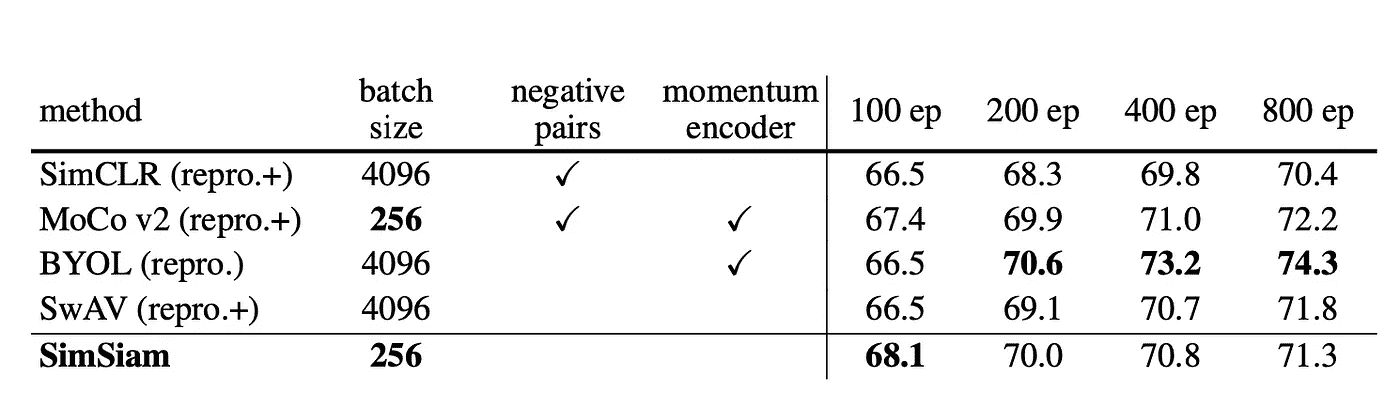 method batch size negative pairs momentum encoder 100 ep 200 ep 400 ep 800 ep
SimCLR (repro.+) 4096 ✓ 66.5 68.3 69.8 70.4
MoCo v2 (repro.+) 256 ✓ ✓ 67.4 69.9 71.0 72.2
BYOL (repro.) 4096 ✓ 66.5 70.6 73.2 74.3
SwAV (repro.+) 4096 66.5 69.1 70.7 71.8
SimSiam 256 68.1 70.0 70.8 71.3